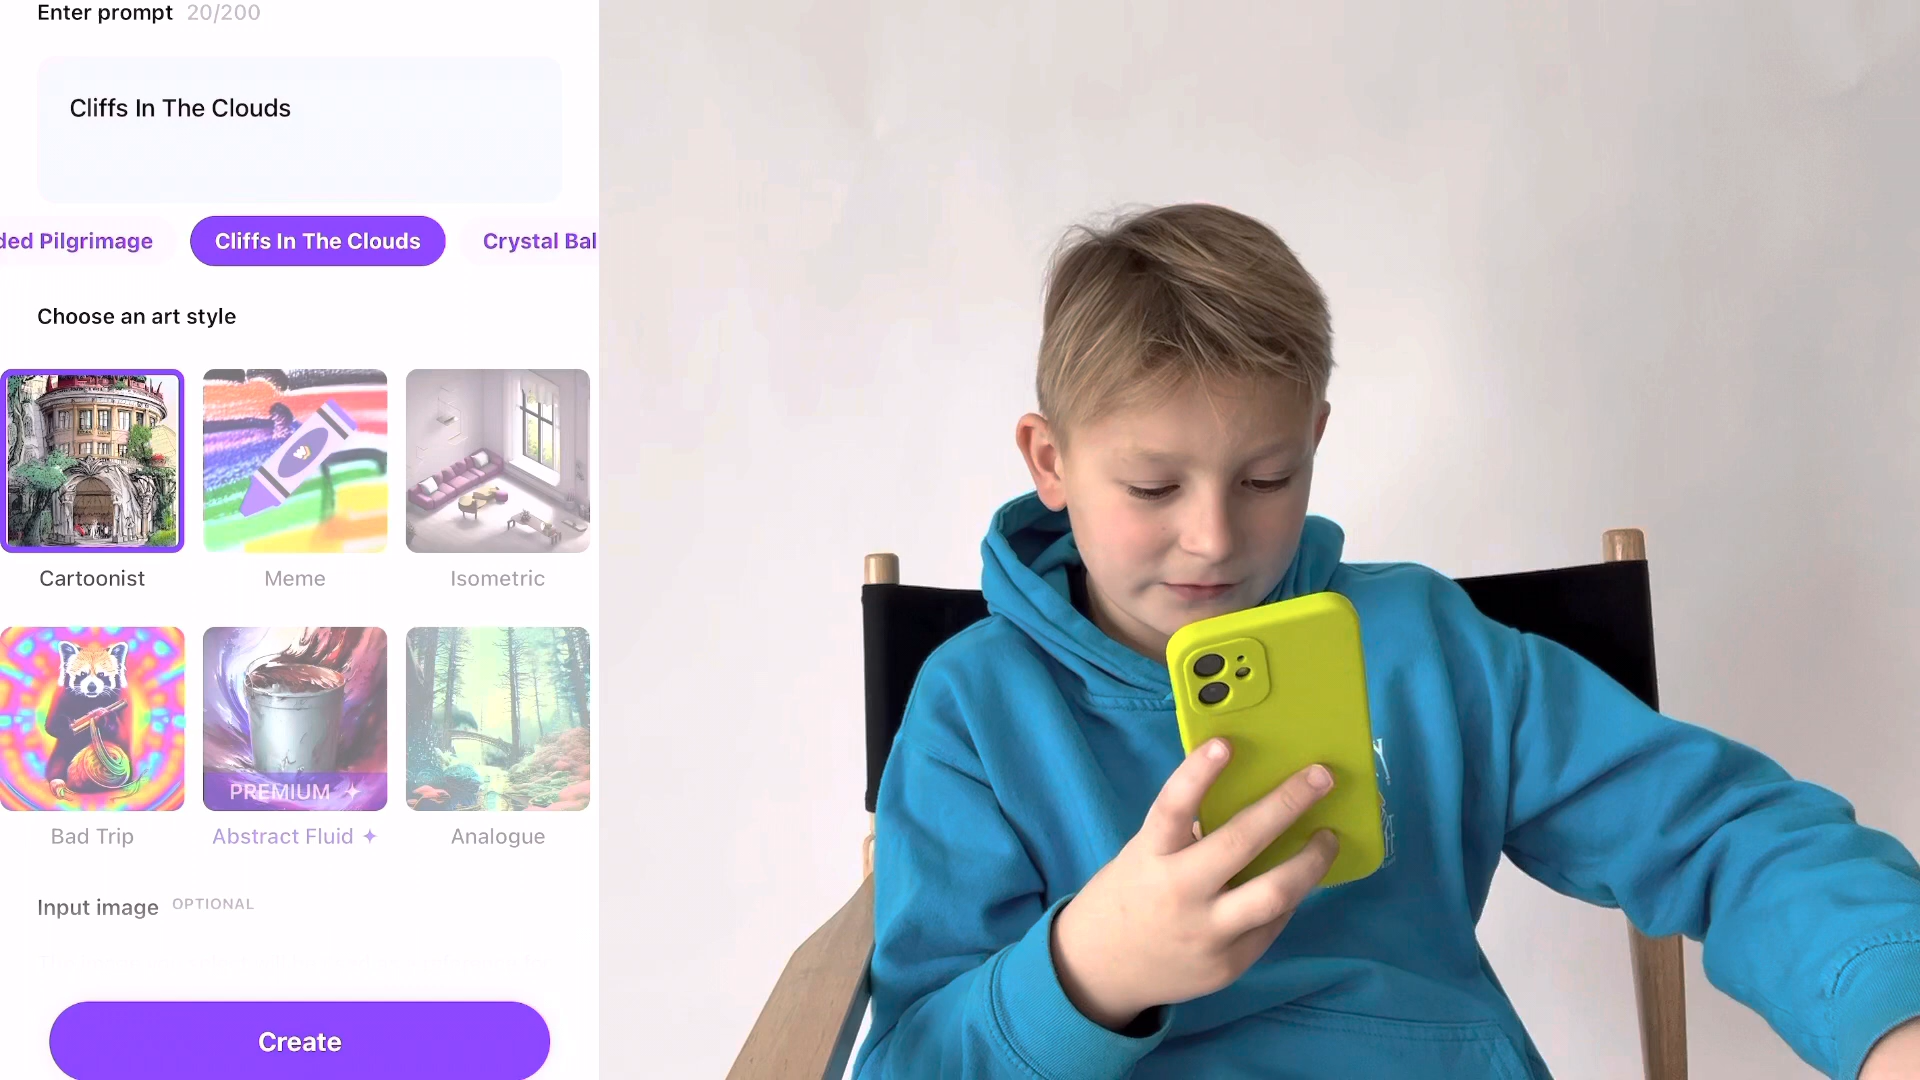 Enter prompt 20/200
Cliffs In The Clouds
ded Pilgrimage
Cliffs In The Clouds
Crystal Bal
Choose an art style
Cartoonist
Meme
Isometric
PREMIUM
Bad Trip
Abstract Fluid
Analogue
Input image OPTIONAL
Create